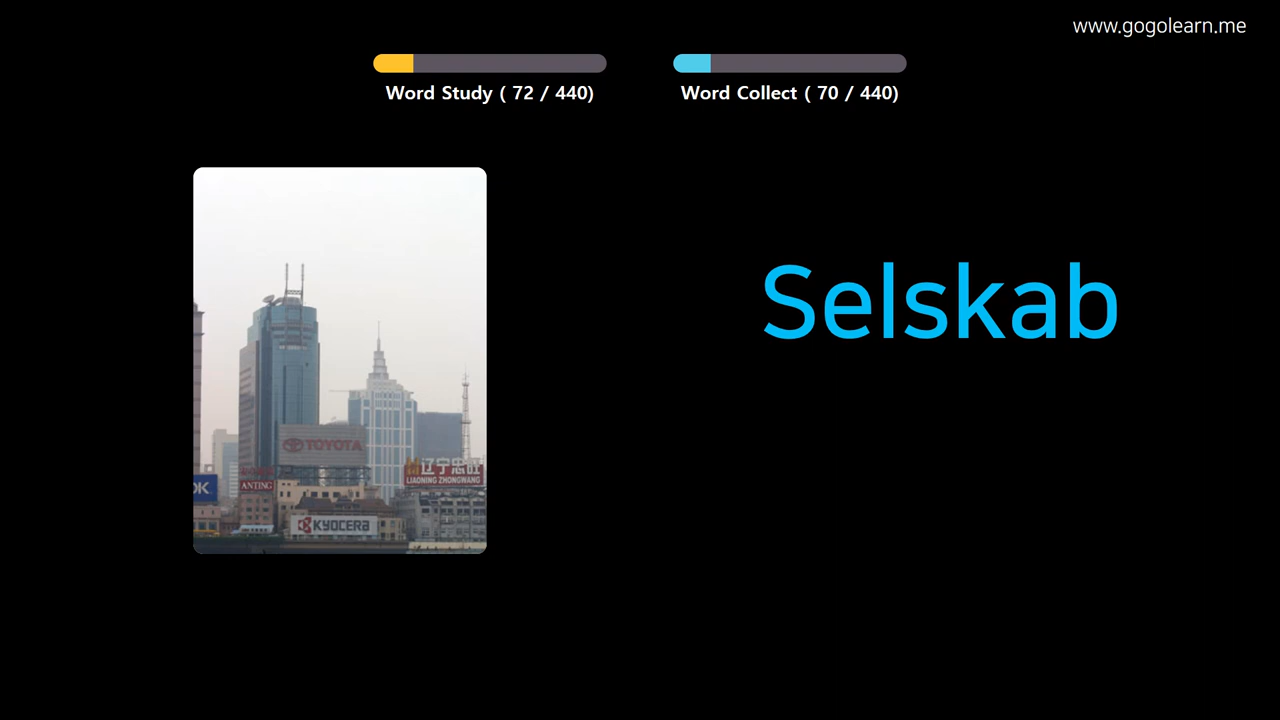 www.gogolearn.me
Word Study ( 72 / 440)
Word Collect ( 70 / 440)
Selskab
TOYOTA
辽宁忠旺
LIAONING ZHONGWANG
ANTING
OK
KYOCERA